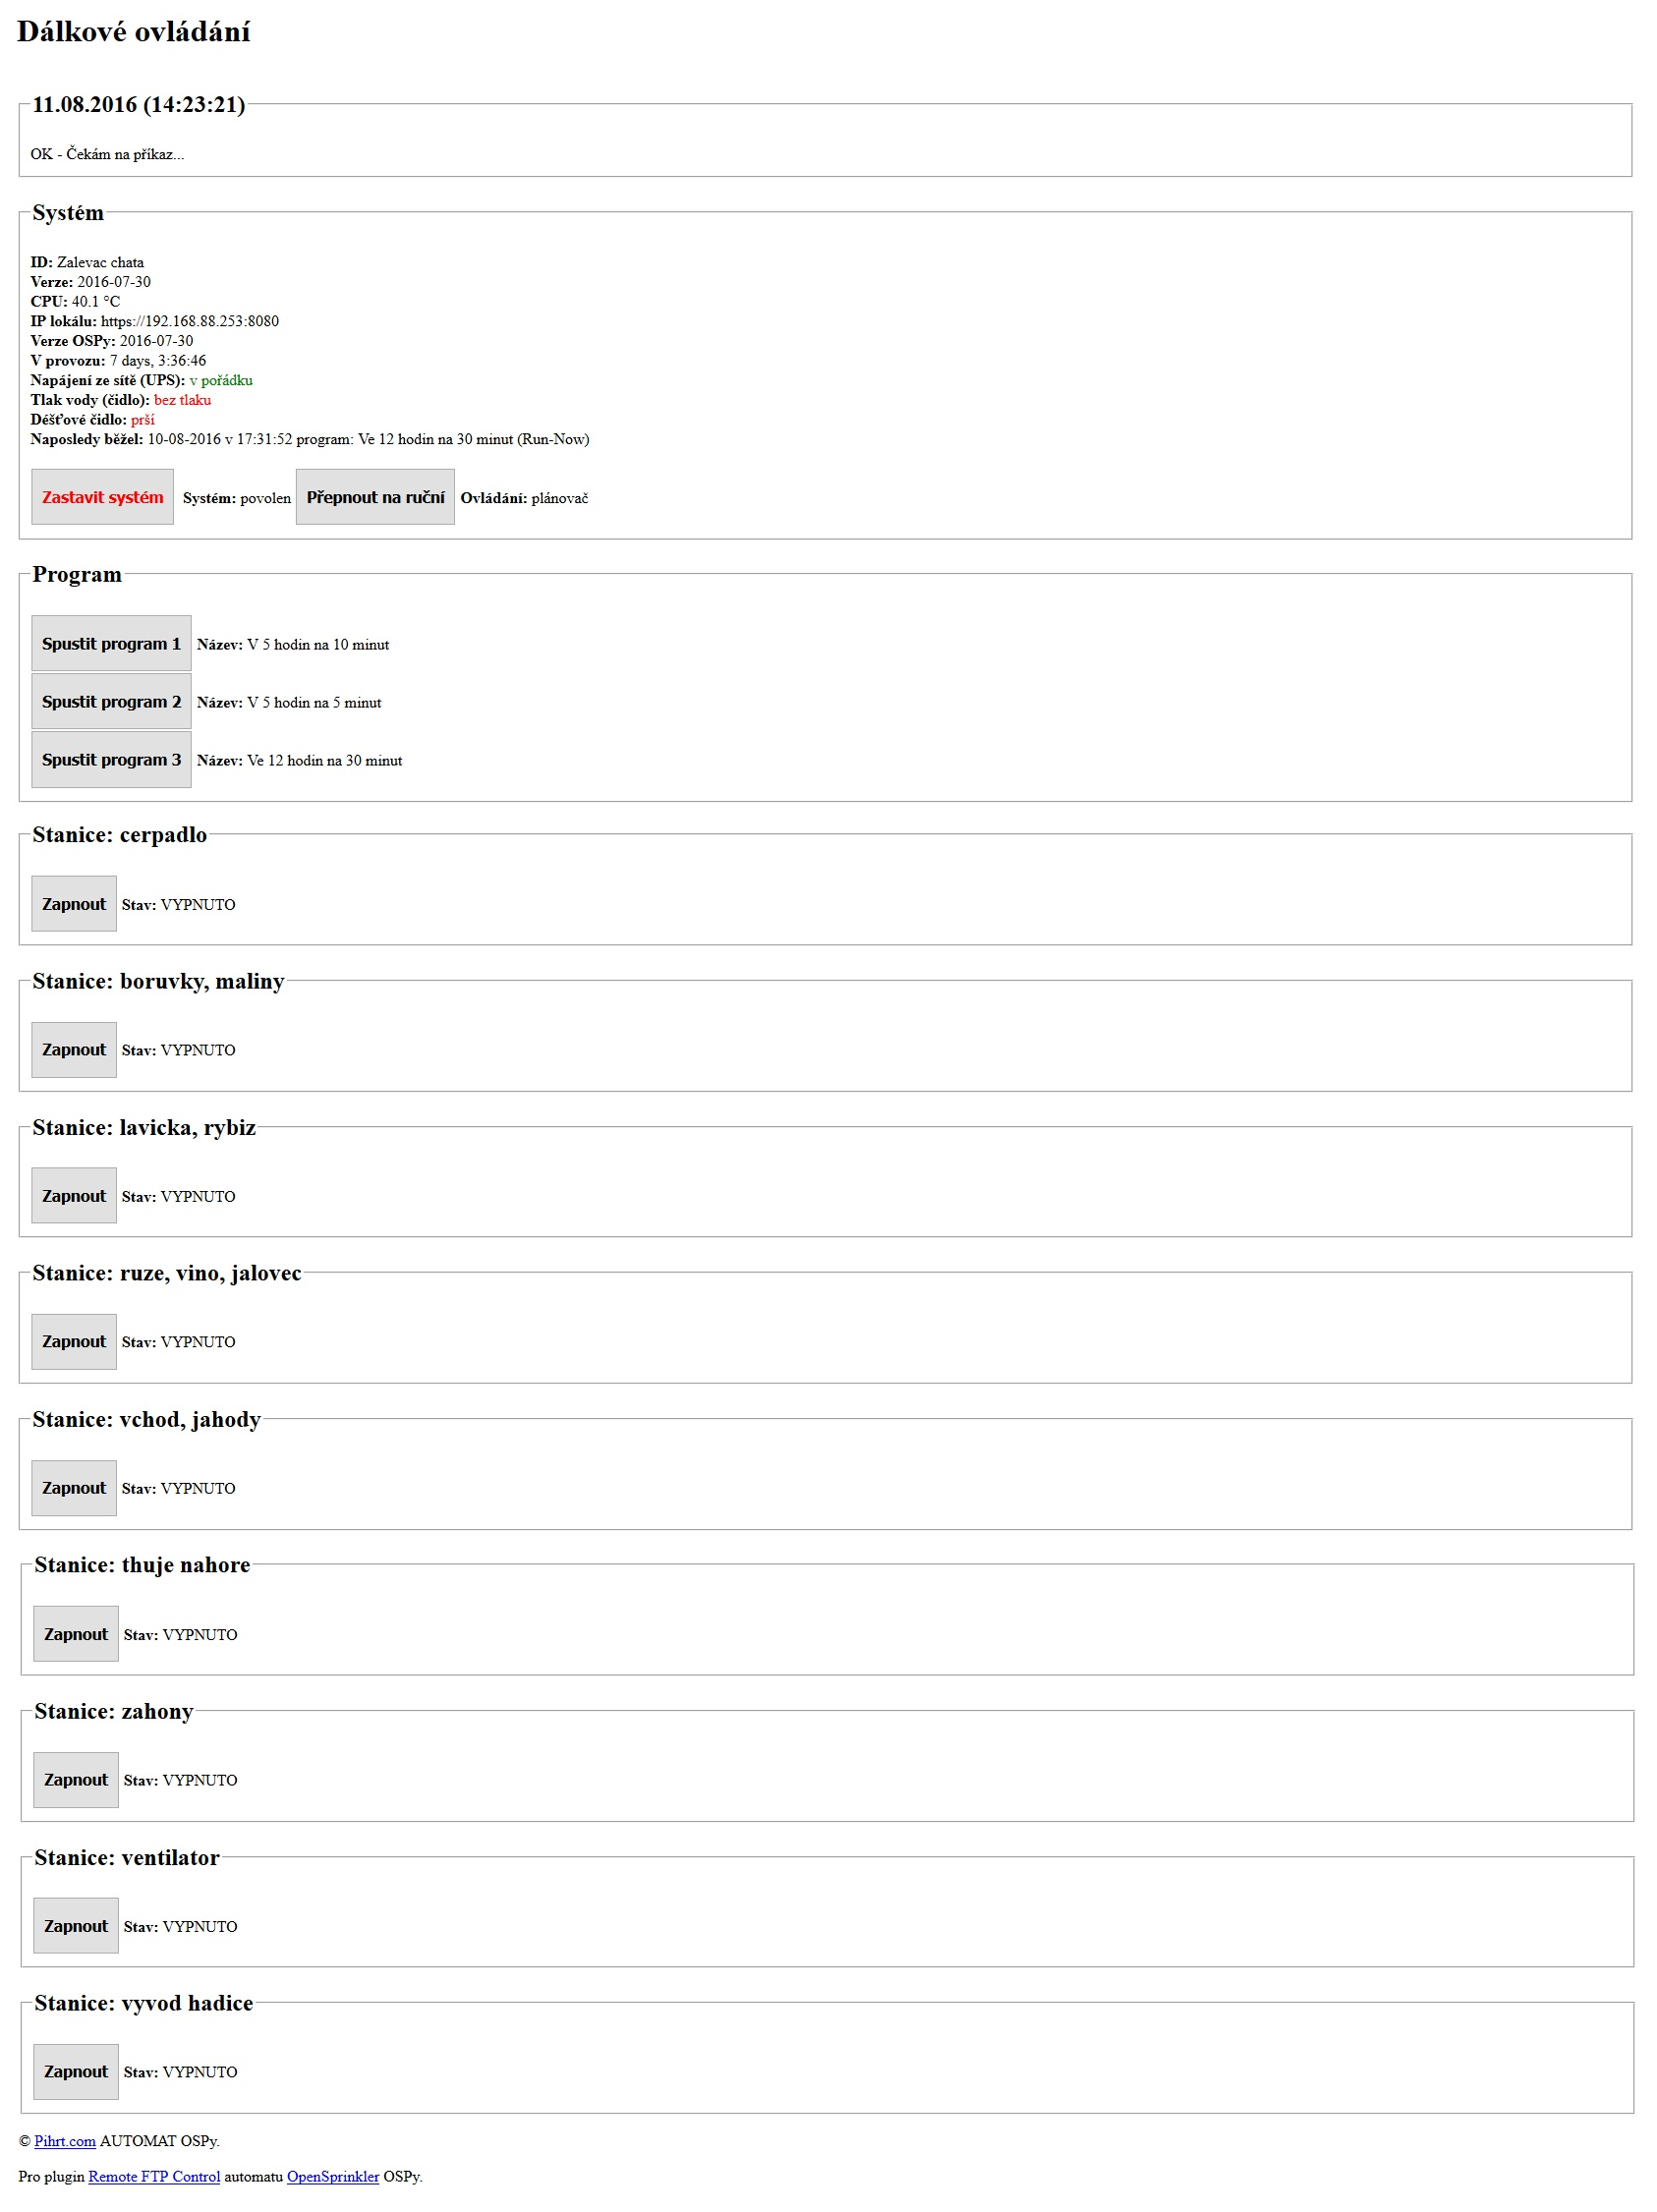 Dálkové ovládání
11.08.2016 (14:23:21)
OK - Čekám na příkaz...
Systém
ID: Zalevac chata
Verze: 2016-07-30
CPU: 40.1 °C
IP lokálu: https://192.168.88.253:8080
Verze OSPy: 2016-07-30
V provozu: 7 days, 3:36:46
Napájení ze sítě (UPS): v pořádku
Tlak vody (čidlo): bez tlaku
Déšťové čidlo: prší
Naposledy běžel: 10-08-2016 v 17:31:52 program: Ve 12 hodin na 30 minut (Run-Now)
Zastavit systém Systém: povolen Přepnout na ruční Ovládání: plánovač
Program
Spustit program 1 Název: V 5 hodin na 10 minut
Spustit program 2 Název: V 5 hodin na 5 minut
Spustit program 3 Název: Ve 12 hodin na 30 minut
Stanice: cerpadlo
Zapnout Stav: VYPNUTO
Stanice: boruvky, maliny
Zapnout Stav: VYPNUTO
Stanice: lavicka, rybiz
Zapnout Stav: VYPNUTO
Stanice: ruze, vino, jalovec
Zapnout Stav: VYPNUTO
Stanice: vchod, jahody
Zapnout Stav: VYPNUTO
Stanice: thuje nahore
Zapnout Stav: VYPNUTO
Stanice: zahony
Zapnout Stav: VYPNUTO
Stanice: ventilator
Zapnout Stav: VYPNUTO
Stanice: vyvod hadice
Zapnout Stav: VYPNUTO
© Pihrt.com AUTOMAT OSPy.
Pro plugin Remote FTP Control automatu OpenSprinkler OSPy.